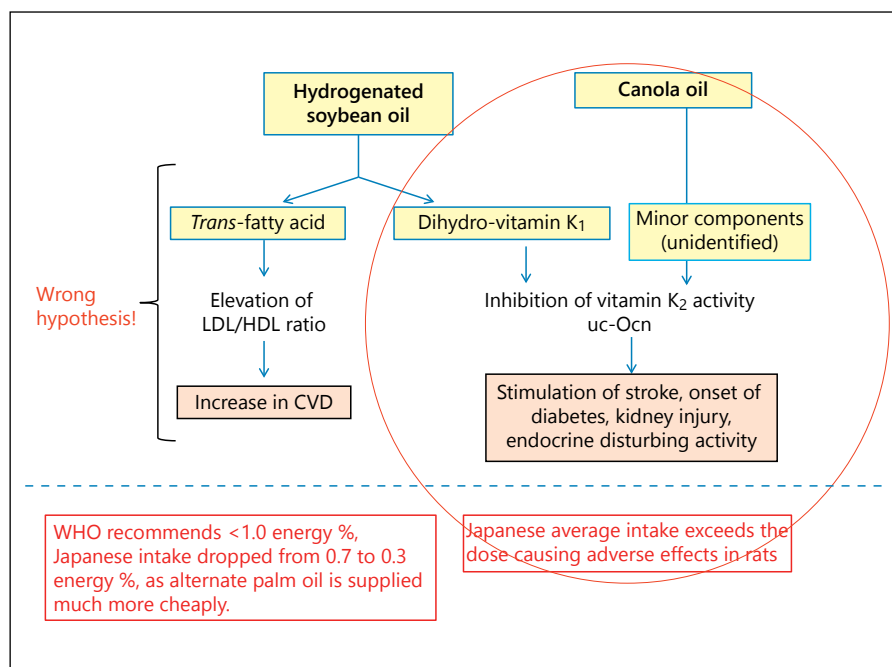 Hydrogenated
soybean oil
Canola oil
Trans-fatty acid
Dihydro-vitamin K₁
Minor components
(unidentified)
Wrong
hypothesis!
Elevation of
LDL/HDL ratio
Inhibition of vitamin K₂ activity
uc-Ocn
Increase in CVD
Stimulation of stroke, onset of
diabetes, kidney injury,
endocrine disturbing activity
WHO recommends <1.0 energy %,
Japanese intake dropped from 0.7 to 0.3
energy %, as alternate palm oil is supplied
much more cheaply.
Japanese average intake exceeds the
dose causing adverse effects in rats